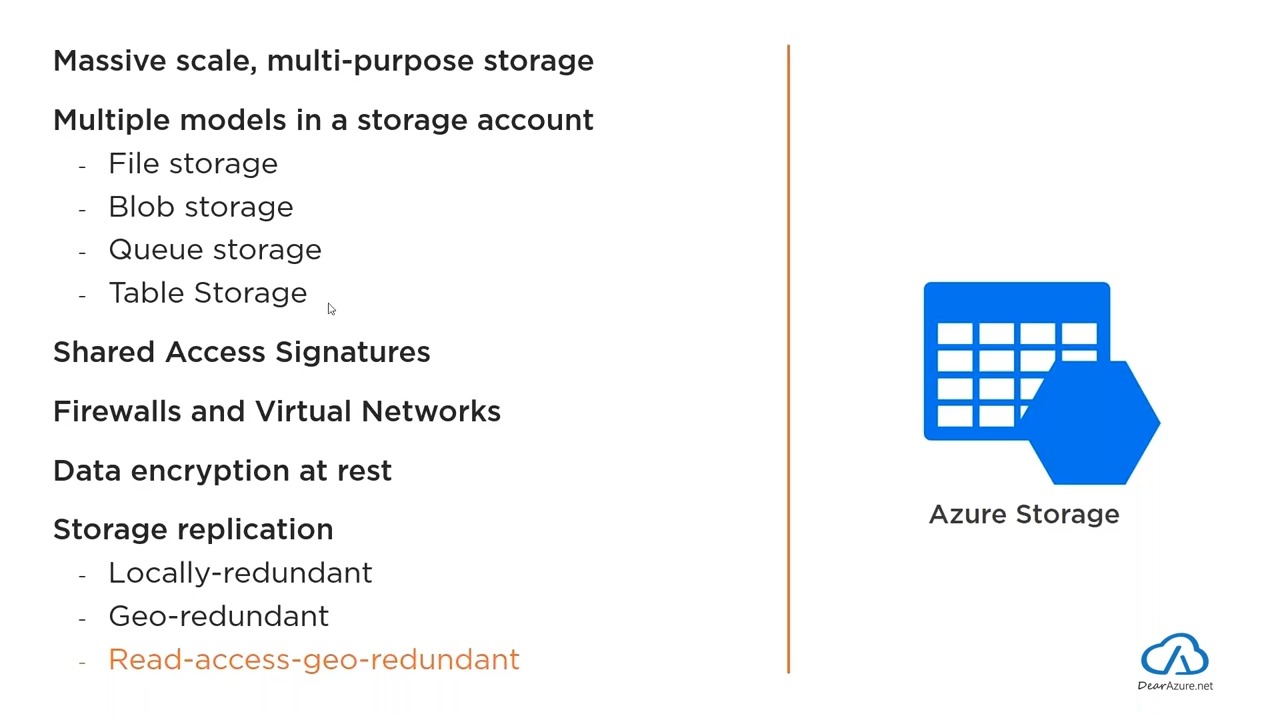 Massive scale, multi-purpose storage
Multiple models in a storage account
- File storage
- Blob storage
- Queue storage
- Table Storage
Shared Access Signatures
Firewalls and Virtual Networks
Data encryption at rest
Storage replication
- Locally-redundant
- Geo-redundant
- Read-access-geo-redundant
Azure Storage
DearAzure.net